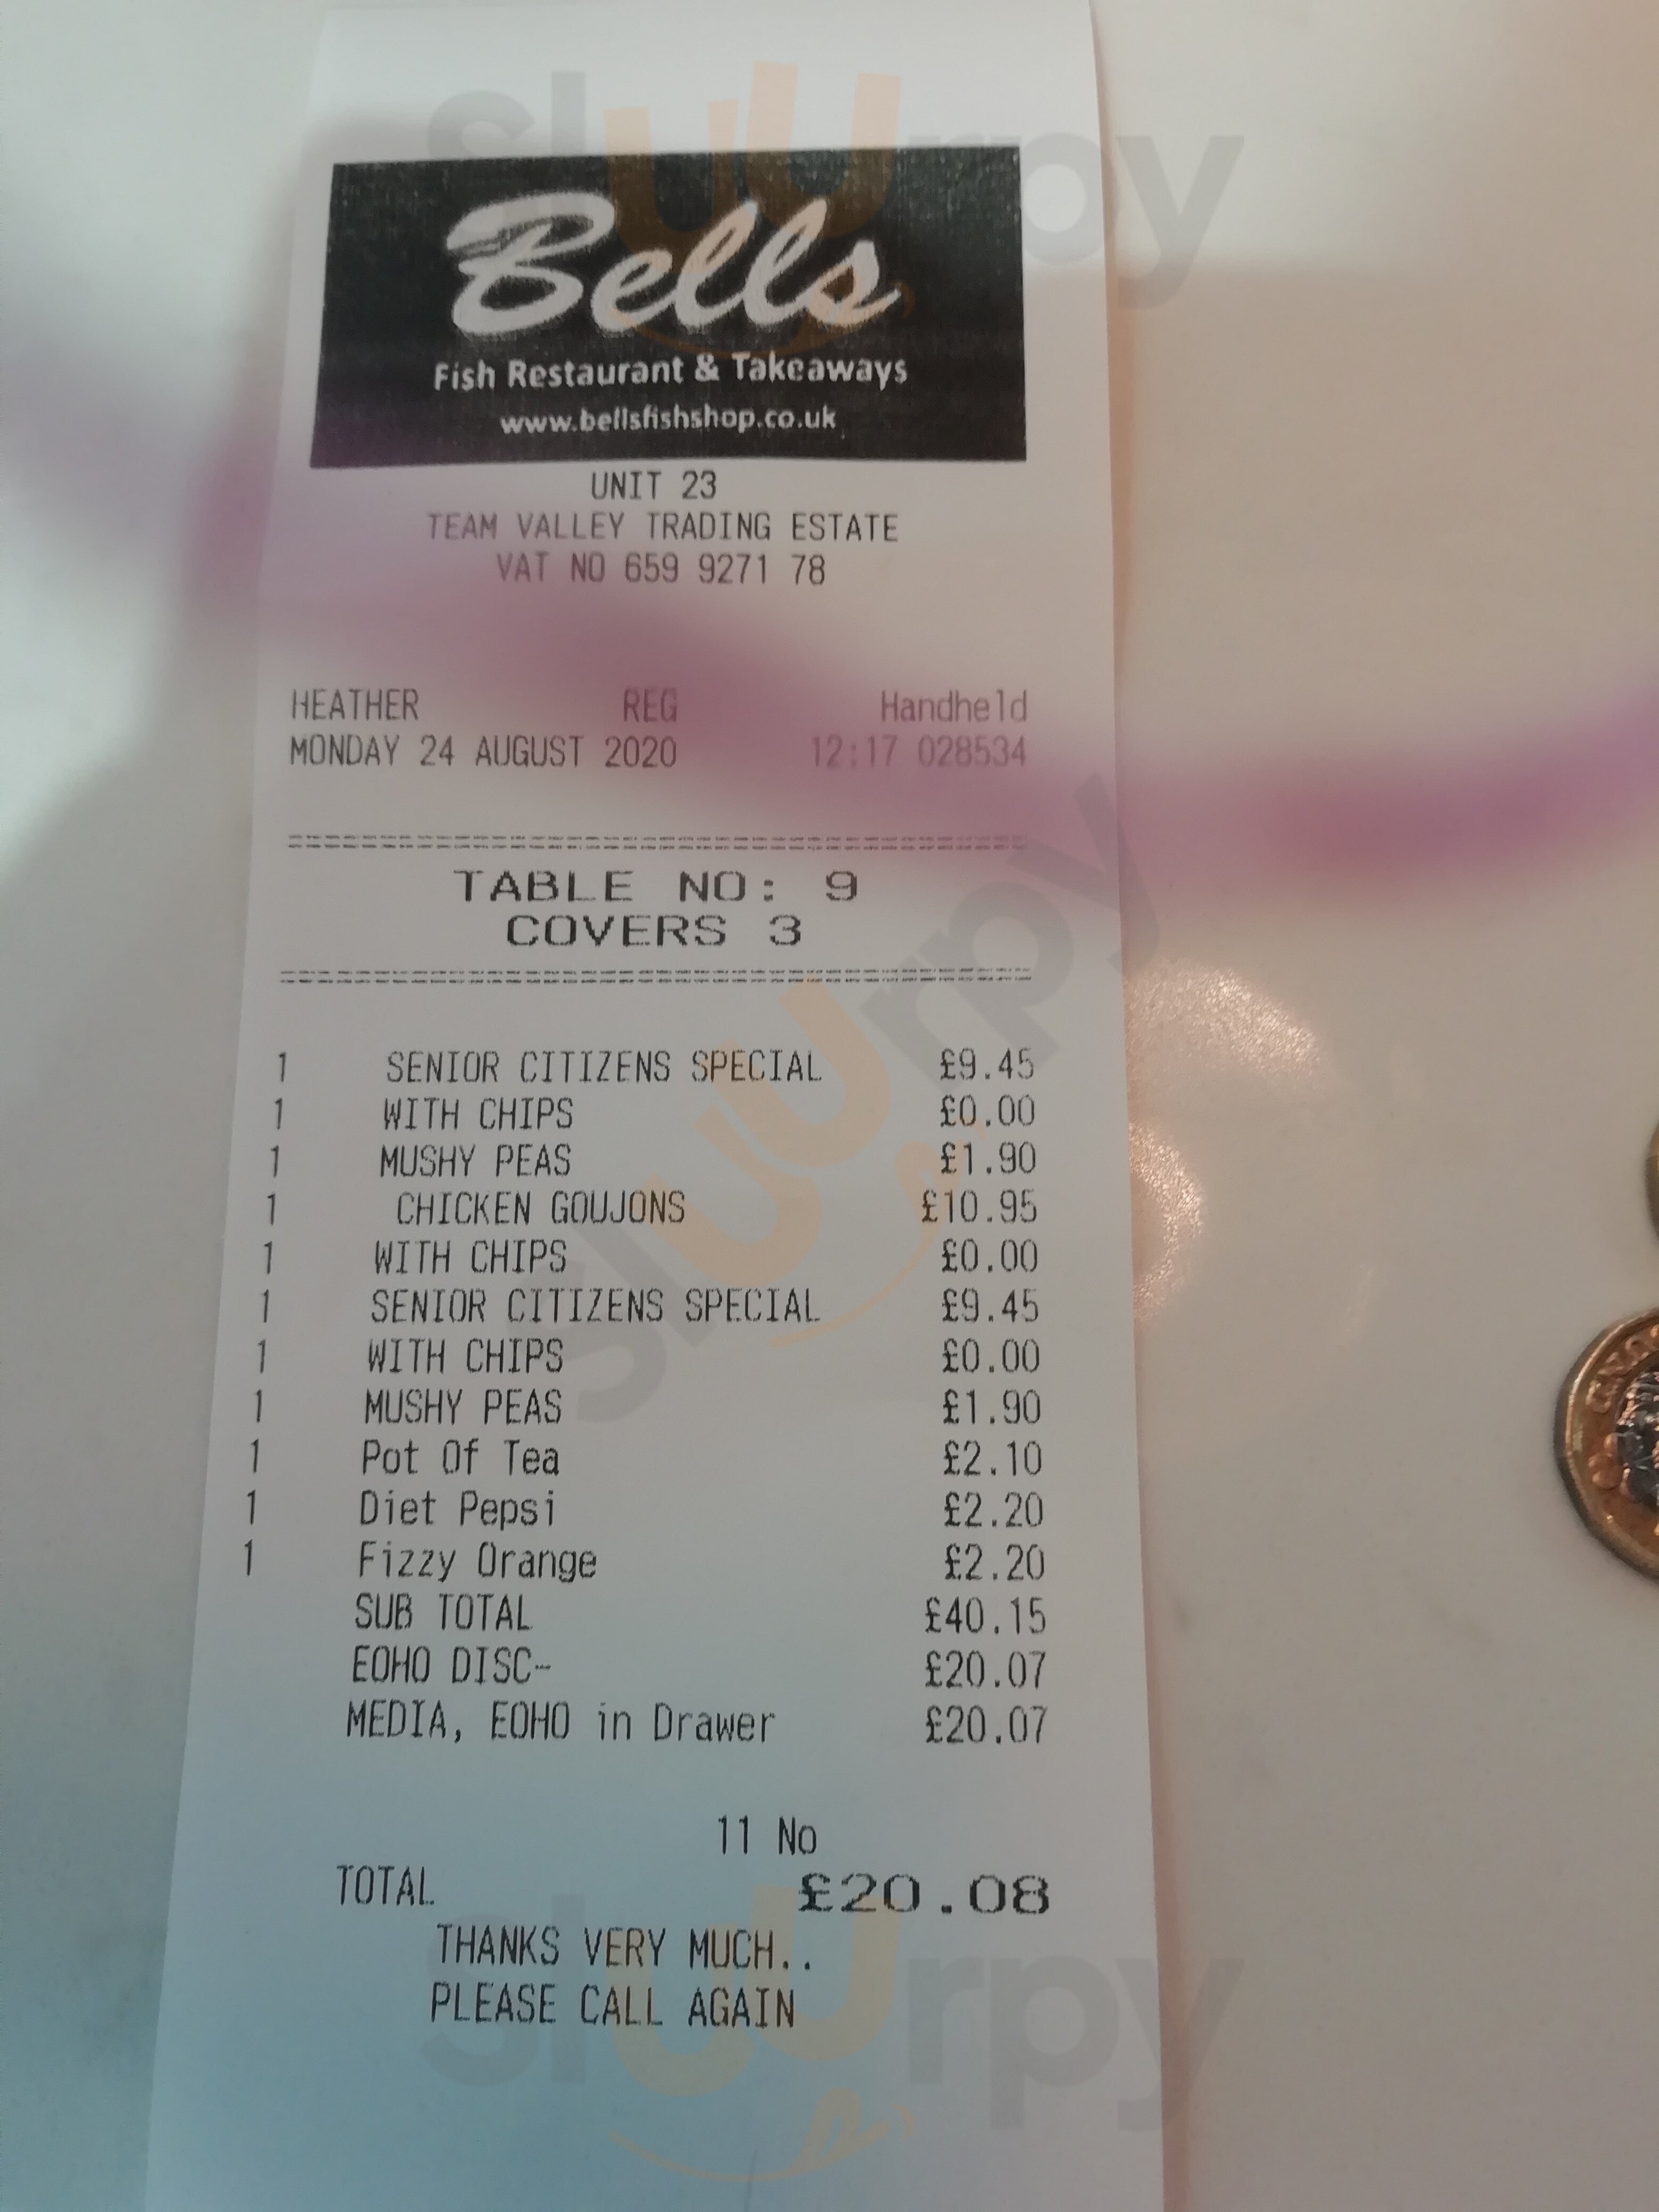 Bells
Fish Restaurant & Takeaways
www.bellsfishshop.co.uk
UNIT 23
TEAM VALLEY TRADING ESTATE
VAT NO 659 9271 78
HEATHER REG Handheld
MONDAY 24 AUGUST 2020 12:17 028534
TABLE NO: 9
COVERS 3
1 SENIOR CITIZENS SPECIAL £9.45
1 WITH CHIPS £0.00
1 MUSHY PEAS £1.90
1 CHICKEN GOUJONS £10.95
1 WITH CHIPS £0.00
1 SENIOR CITIZENS SPECIAL £9.45
1 WITH CHIPS £0.00
1 MUSHY PEAS £1.90
1 Pot Of Tea £2.10
1 Diet Pepsi £2.20
1 Fizzy Orange £2.20
SUB TOTAL £40.15
EOHO DISC- £20.07
MEDIA, EOHO in Drawer £20.07
11 No
TOTAL £20.08
THANKS VERY MUCH..
PLEASE CALL AGAIN
sluurpy
sluurpy
sluurpy